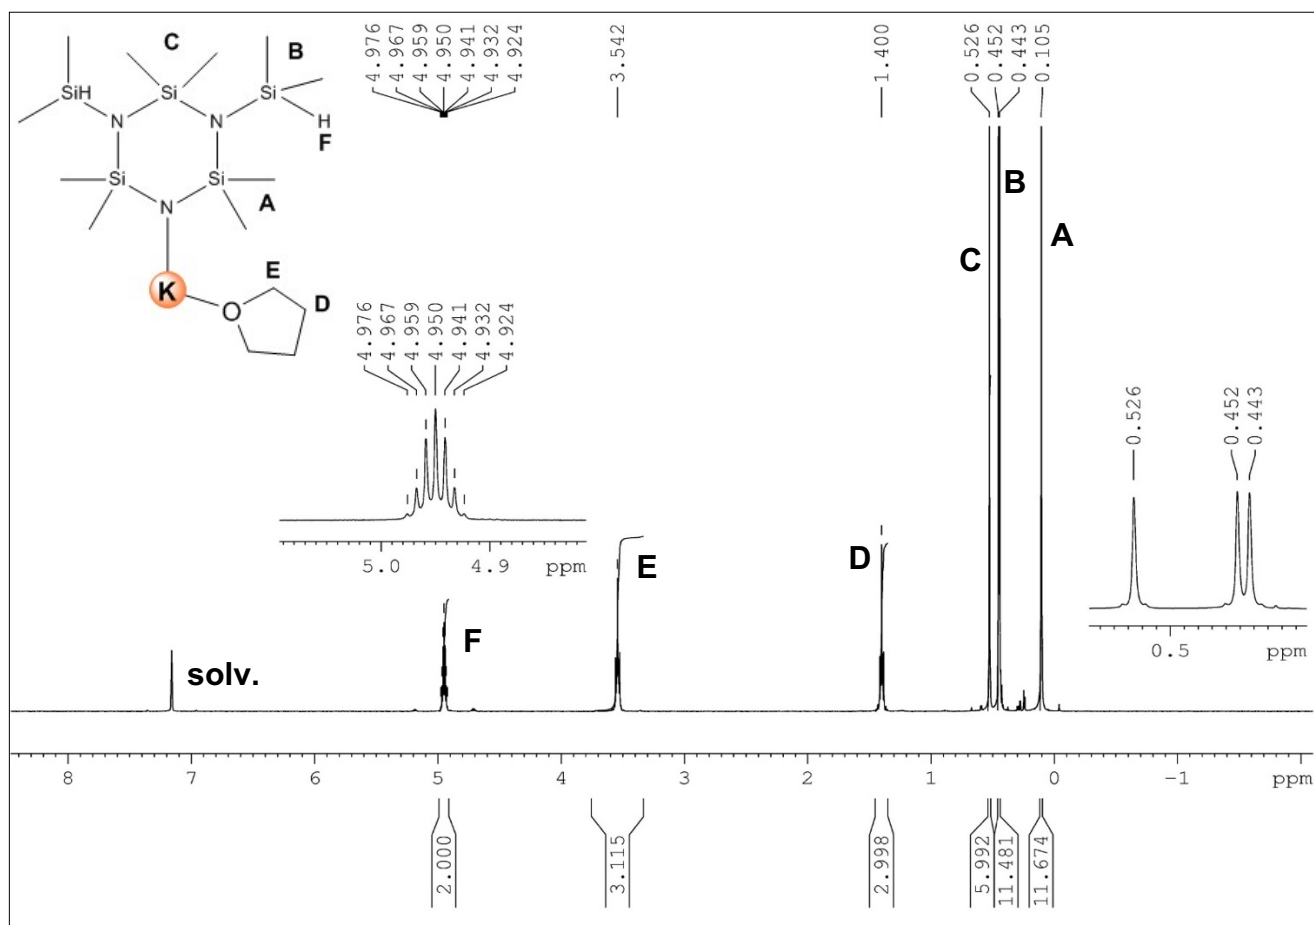 4.976
4.967
4.959
4.950
4.941
4.932
4.924
3.542
1.400
0.526
0.452
0.443
0.105
C
B
SiH
Si
Si
N
N
H
F
Si
Si
N
A
K
O
E
D
4.976
4.967
4.959
4.950
4.941
4.932
4.924
5.0 4.9 ppm
0.526
0.452
0.443
0.5 ppm
solv.
F
E
D
C
B
A
8 7 6 5 4 3 2 1 0 -1 ppm
2.000
3.115
2.998
5.992
11.481
11.674